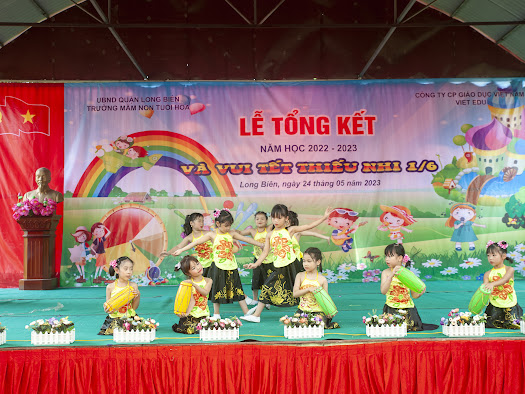 UBND QUẬN LONG BIÊN
TRƯỜNG MẦM NON TUỔI HOA
CÔNG TY CP GIÁO DỤC VIỆT NAM
VIET EDU
LỄ TỔNG KẾT
NĂM HỌC 2022 - 2023
VÀ VUI TẾT THIẾU NHI 1/6
Long Biên, ngày 24 tháng 05 năm 2023